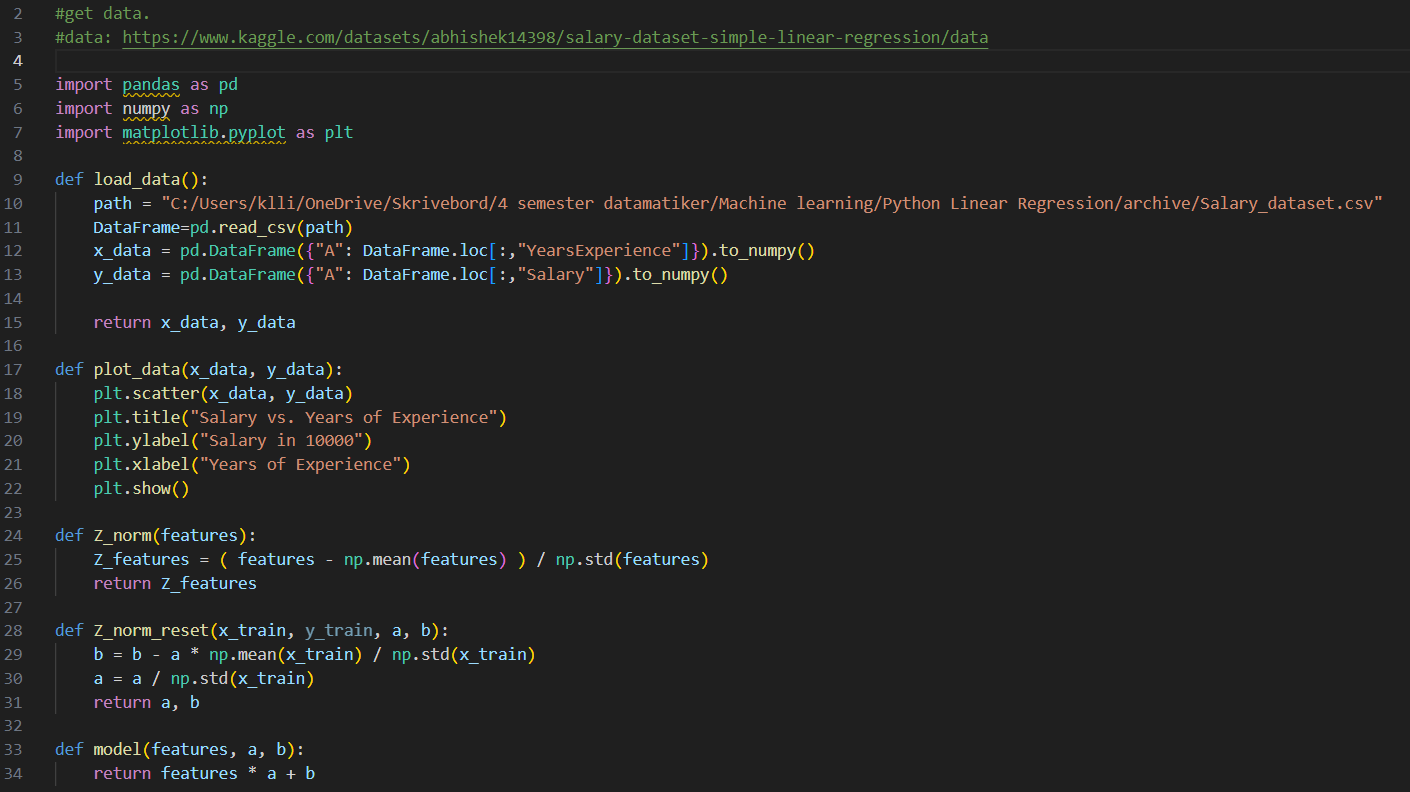 2 #get data.
3 #data: https://www.kaggle.com/datasets/abhishek14398/salary-dataset-simple-linear-regression/data
4
5 import pandas as pd
6 import numpy as np
7 import matplotlib.pyplot as plt
8
9 def load_data():
10     path = "C:/Users/klli/OneDrive/Skrivebord/4 semester datamatiker/Machine learning/Python Linear Regression/archive/Salary_dataset.csv"
11     DataFrame=pd.read_csv(path)
12     x_data = pd.DataFrame({"A": DataFrame.loc[:,"YearsExperience"]}).to_numpy()
13     y_data = pd.DataFrame({"A": DataFrame.loc[:,"Salary"]}).to_numpy()
14
15     return x_data, y_data
16
17 def plot_data(x_data, y_data):
18     plt.scatter(x_data, y_data)
19     plt.title("Salary vs. Years of Experience")
20     plt.ylabel("Salary in 10000")
21     plt.xlabel("Years of Experience")
22     plt.show()
23
24 def Z_norm(features):
25     Z_features = ( features - np.mean(features) ) / np.std(features)
26     return Z_features
27
28 def Z_norm_reset(x_train, y_train, a, b):
29     b = b - a * np.mean(x_train) / np.std(x_train)
30     a = a / np.std(x_train)
31     return a, b
32
33 def model(features, a, b):
34     return features * a + b